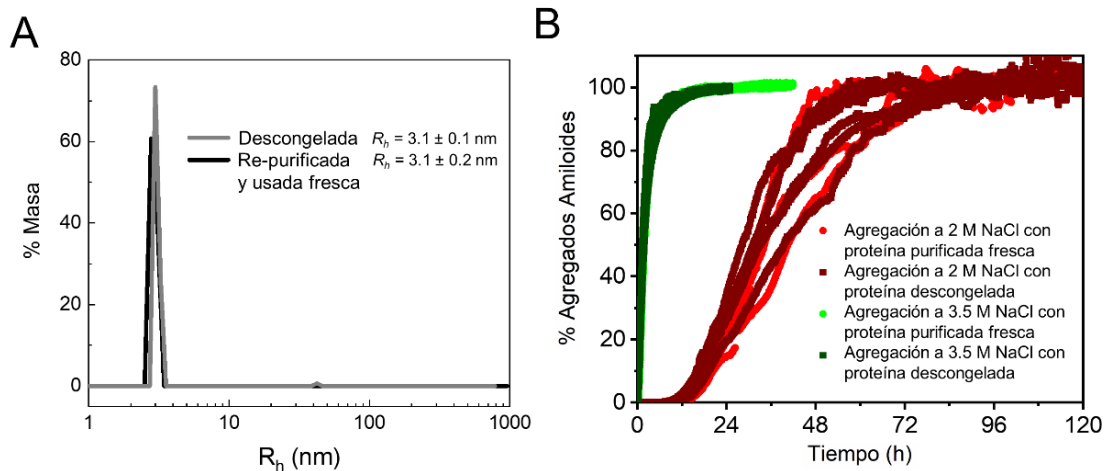 A
80
60
40
20
0
% Masa
Descongelada R_h = 3.1 ± 0.1 nm
Re-purificada R_h = 3.1 ± 0.2 nm
y usada fresca
1 10 100 1000
R_h (nm)
B
100
80
60
40
20
0
% Agregados Amiloides
Agregación a 2 M NaCl con
proteína purificada fresca
Agregación a 2 M NaCl con
proteína descongelada
Agregación a 3.5 M NaCl con
proteína purificada fresca
Agregación a 3.5 M NaCl con
proteína descongelada
0 24 48 72 96 120
Tiempo (h)